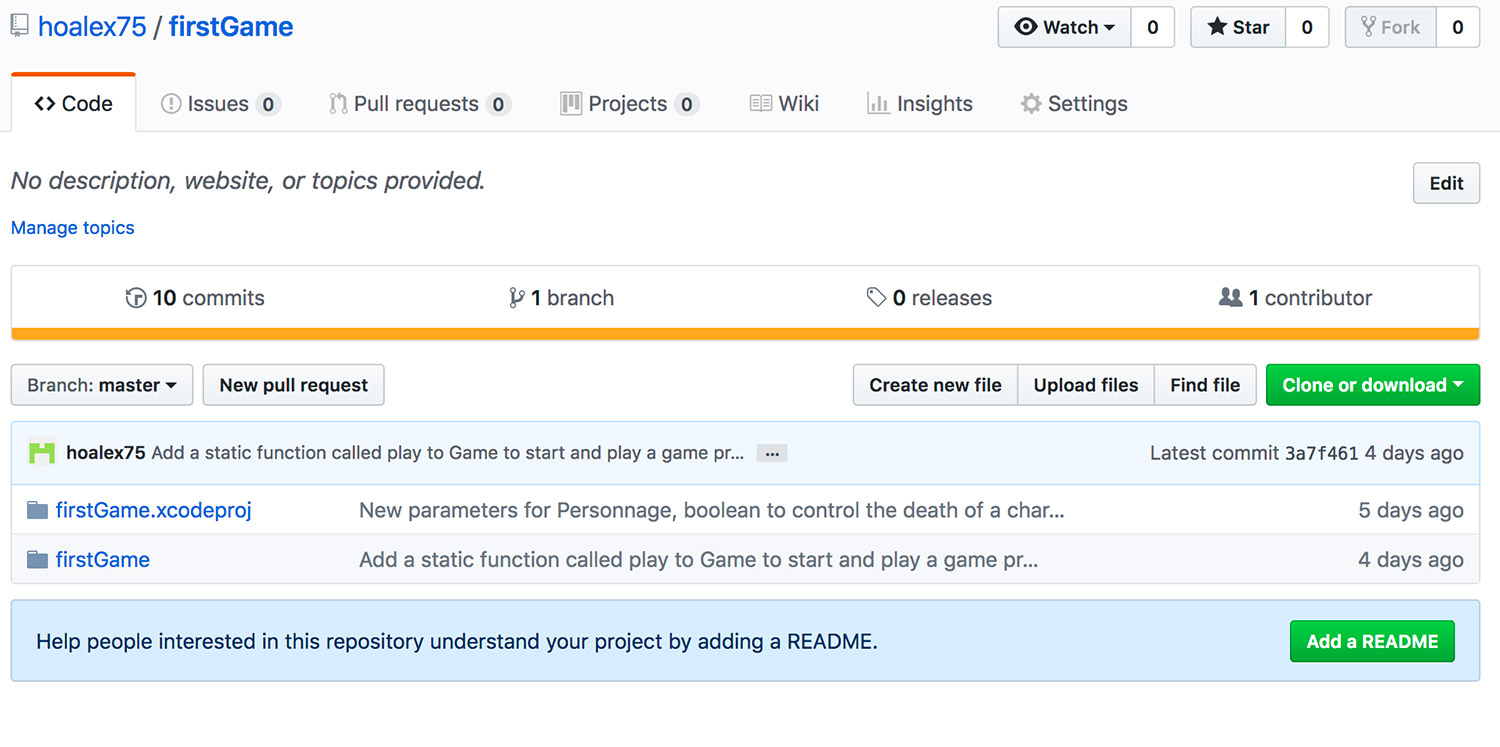 hoalex75 / firstGame
Watch 0 Star 0 Fork 0
Code Issues 0 Pull requests 0 Projects 0 Wiki Insights Settings
No description, website, or topics provided.
Edit
Manage topics
10 commits 1 branch 0 releases 1 contributor
Branch: master New pull request Create new file Upload files Find file Clone or download
hoalex75 Add a static function called play to Game to start and play a game pr... ... Latest commit 3a7f461 4 days ago
firstGame.xcodeproj New parameters for Personnage, boolean to control the death of a char... 5 days ago
firstGame Add a static function called play to Game to start and play a game pr... 4 days ago
Help people interested in this repository understand your project by adding a README. Add a README